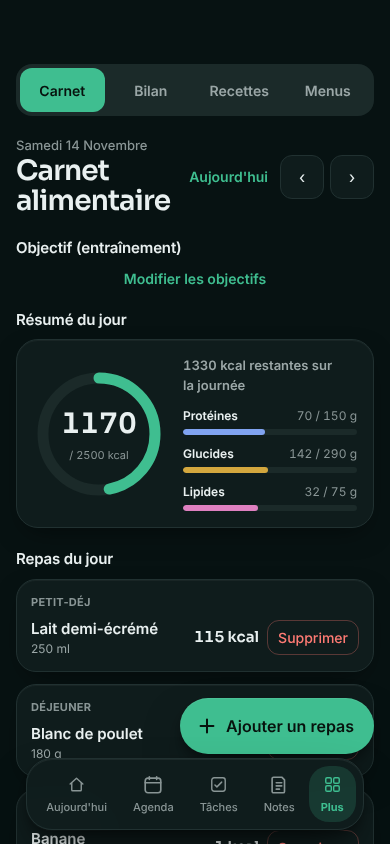 Carnet
Bilan
Recettes
Menus
Samedi 14 Novembre
Carnet
alimentaire
Aujourd'hui
‹
›
Objectif (entraînement)
Modifier les objectifs
Résumé du jour
1170
/ 2500 kcal
1330 kcal restantes sur
la journée
Protéines
70 / 150 g
Glucides
142 / 290 g
Lipides
32 / 75 g
Repas du jour
PETIT-DÉJ
Lait demi-écrémé
250 ml
115 kcal
Supprimer
DÉJEUNER
Blanc de poulet
180 g
+ Ajouter un repas
Aujourd'hui
Agenda
Tâches
Notes
Plus
Banane